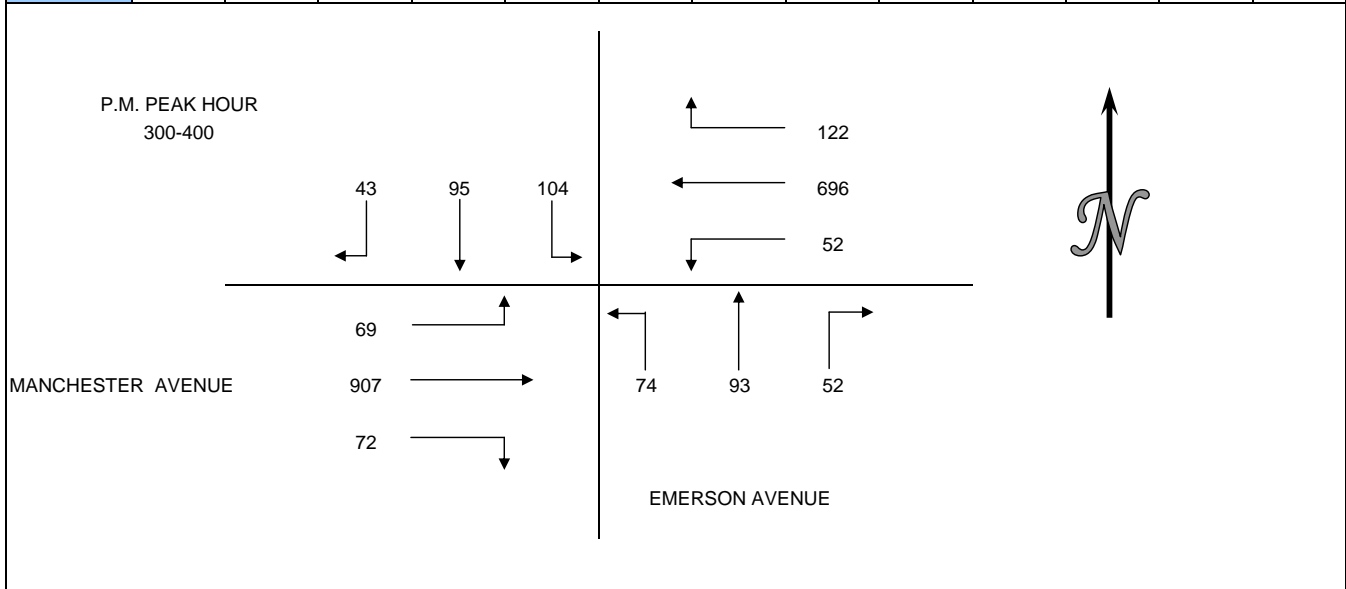 P.M. PEAK HOUR
300-400
122
43 95 104
696
52
69
MANCHESTER AVENUE 907
74 93 52
72
EMERSON AVENUE
N